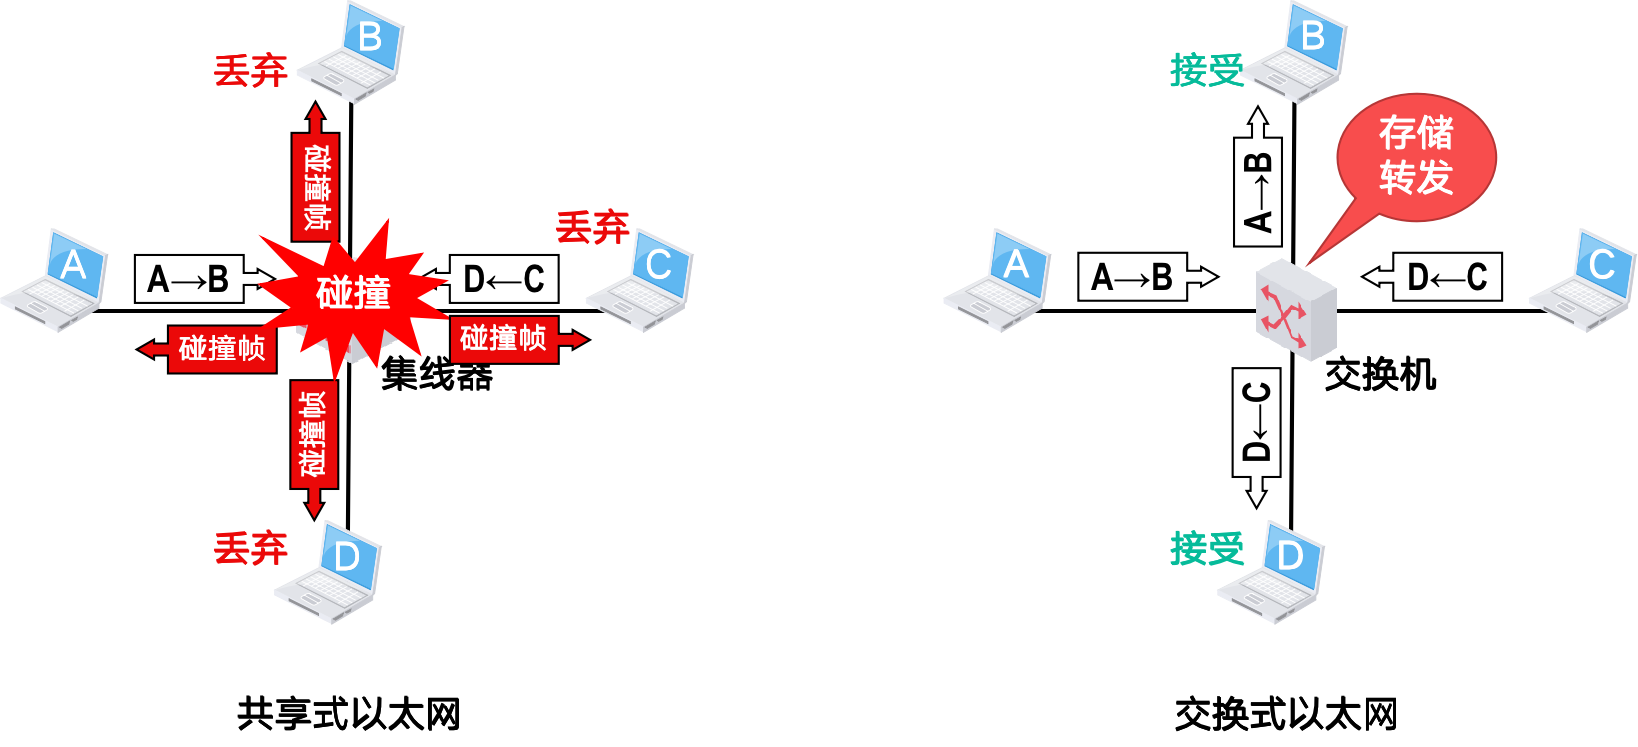 B
丢弃
碰撞帧
丢弃
A
A→B
D←C
C
碰撞
碰撞帧
碰撞帧
集线器
碰撞帧
丢弃
D
共享式以太网
B
接受
存储
转发
A→B
A
A→B
D←C
C
交换机
D←C
接受
D
交换式以太网